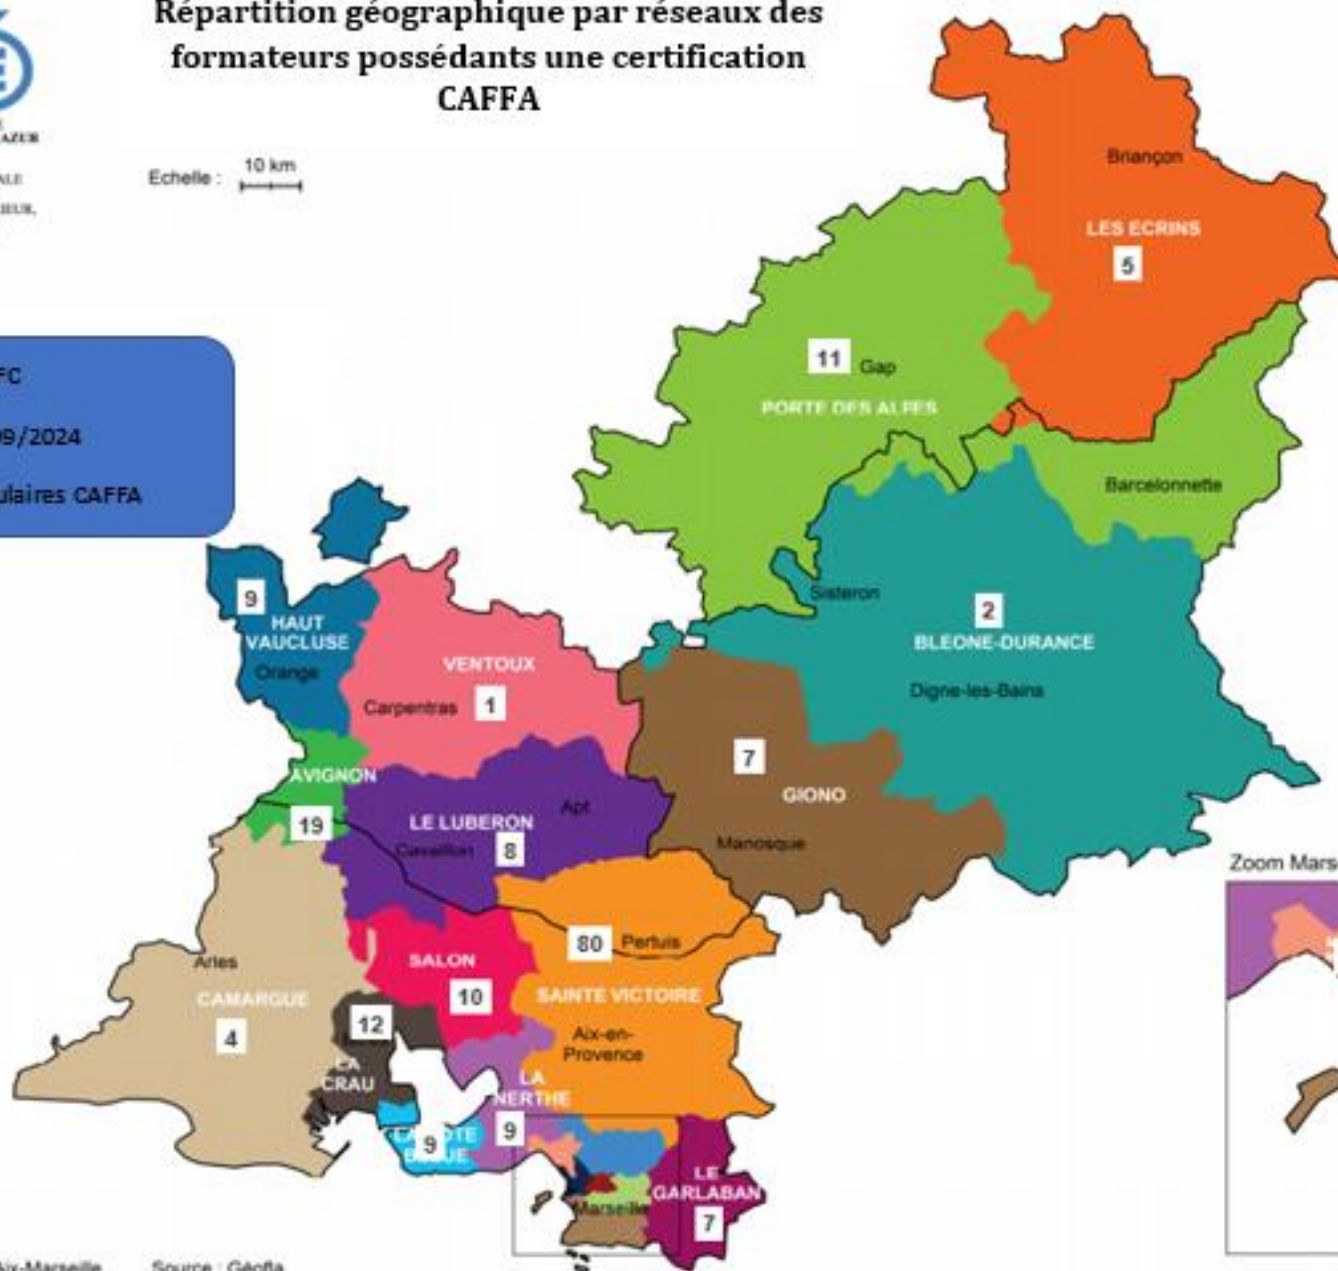 Répartition géographique par réseaux des
formateurs possédants une certification
CAFFA
AZUR
Echelle :
10 km
Briançon
LES ECRINS
5
11
Gap
PORTE DES ALPES
FC
09/2024
ulaires CAFFA
Barcelonnette
Sisteron
2
BLEONE-DURANCE
Digne-les-Bains
9
HAUT
VAUCLUSE
Orange
VENTOUX
Carpentras
1
7
GIONO
Manosque
AVIGNON
19
LE LUBERON
Apt
Cavaillon
8
80
Pertuis
SAINTE VICTOIRE
Aix-en-
Provence
Arles
CAMARGUE
4
SALON
10
12
LA
CRAU
LA
NERTHE
9
9
Marseille
LE
GARLABAN
7
Zoom Mars
Aix-Marseille
Source : Géofla